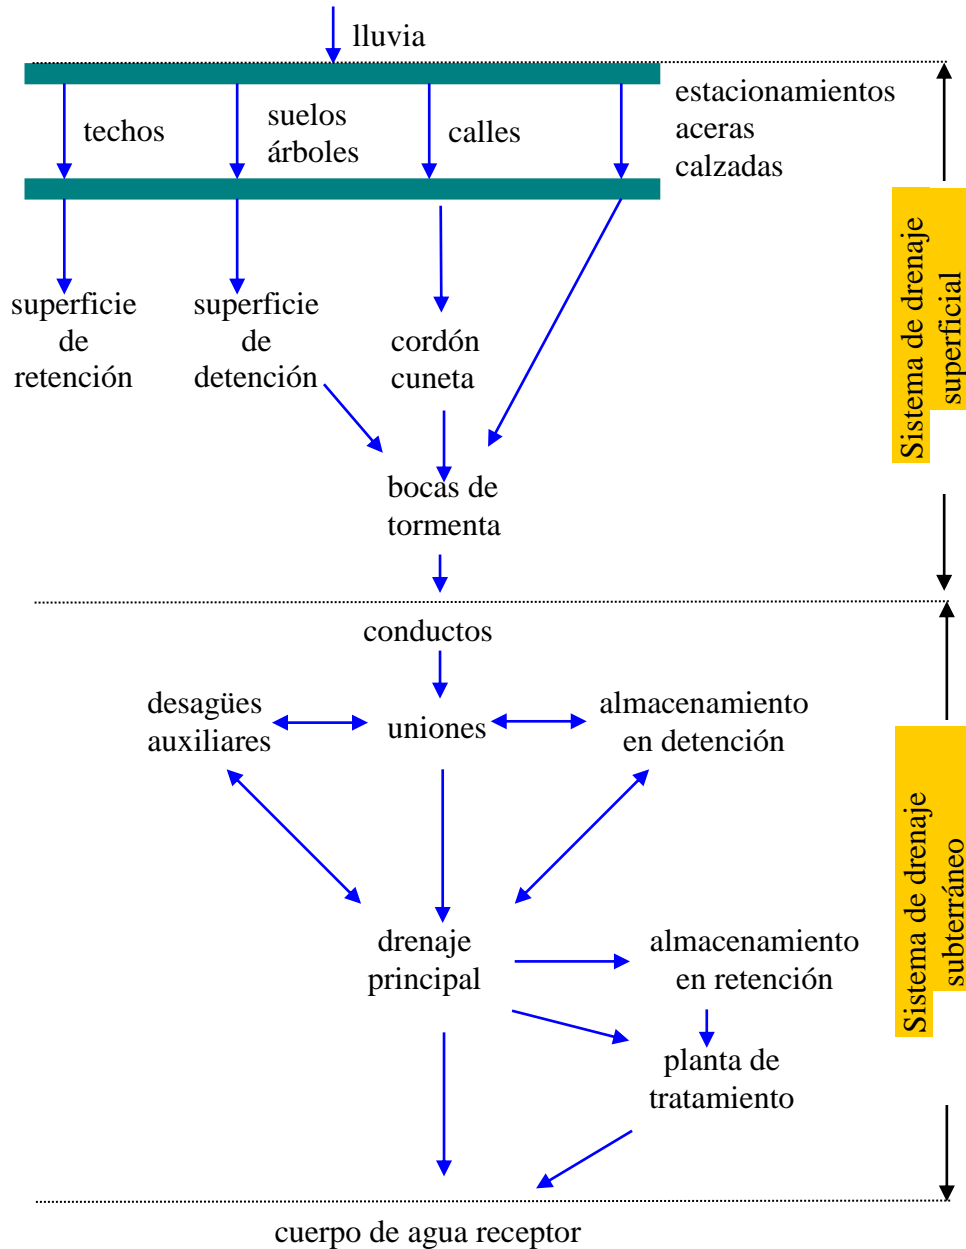 lluvia
techos
suelos
árboles
calles
estacionamientos
aceras
calzadas
superficie
de
retención
superficie
de
detención
cordón
cuneta
bocas de
tormenta
Sistema de drenaje
superficial
conductos
desagües
auxiliares
uniones
almacenamiento
en detención
drenaje
principal
almacenamiento
en retención
planta de
tratamiento
Sistema de drenaje
subterráneo
cuerpo de agua receptor